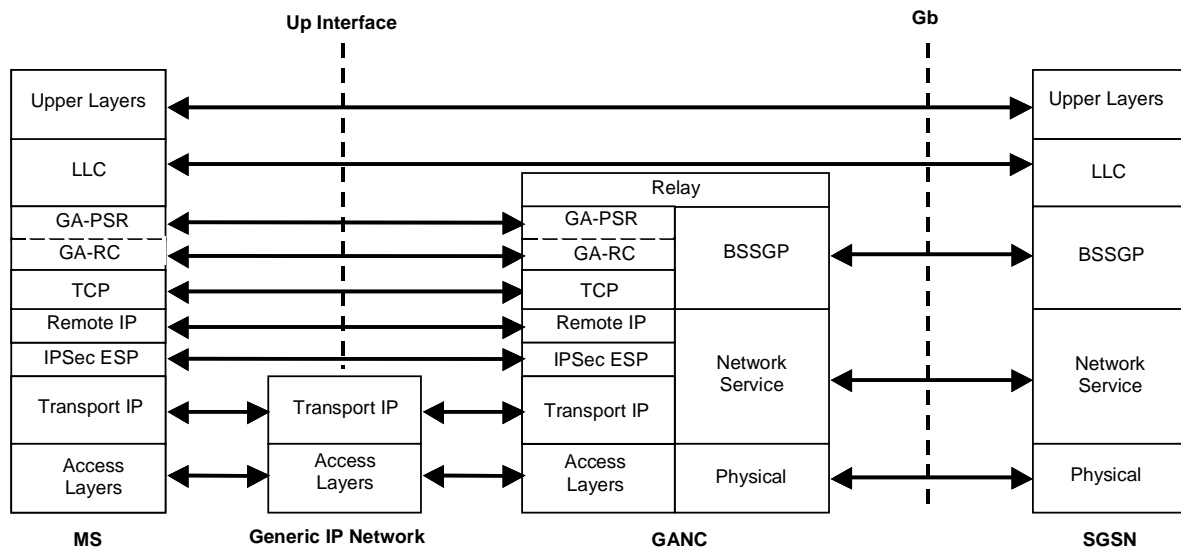 Up Interface
Gb
Upper Layers
Upper Layers
LLC
LLC
Relay
GA-PSR
GA-PSR
GA-RC
GA-RC
BSSGP
BSSGP
TCP
TCP
Remote IP
Remote IP
IPSec ESP
IPSec ESP
Network
Service
Network
Service
Transport IP
Transport IP
Transport IP
Access
Layers
Access
Layers
Access
Layers
Physical
Physical
MS
Generic IP Network
GANC
SGSN